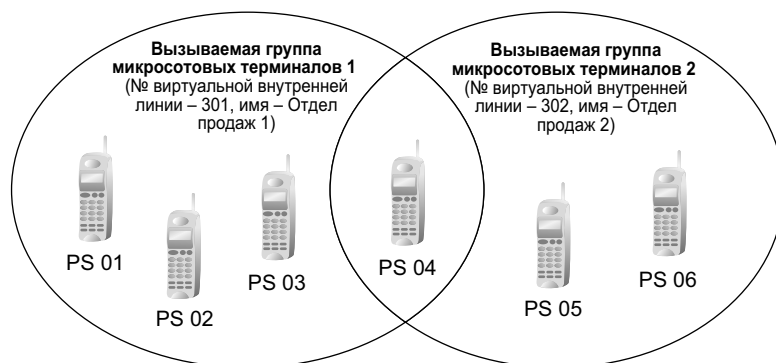 Вызываемая группа
микросотовых терминалов 1
(№ виртуальной внутренней
линии – 301, имя – Отдел
продаж 1)
Вызываемая группа
микросотовых терминалов 2
(№ виртуальной внутренней
линии – 302, имя – Отдел
продаж 2)
PS 01
PS 02
PS 03
PS 04
PS 05
PS 06